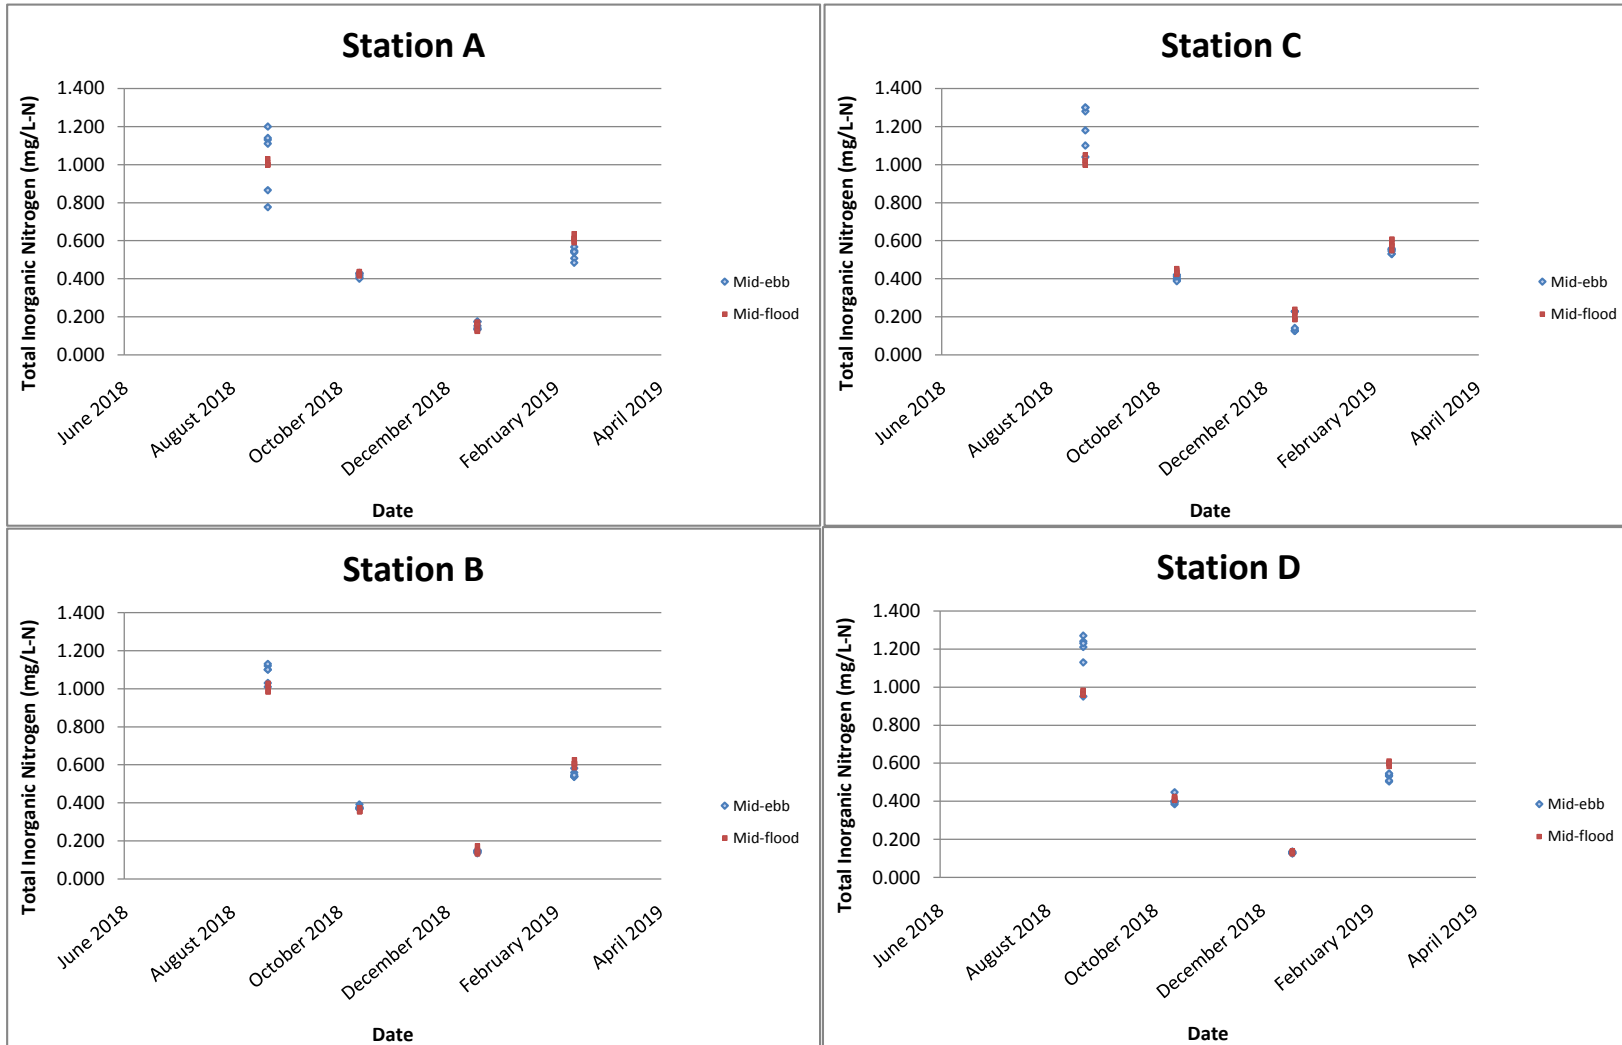 Station A
Total Inorganic Nitrogen (mg/L-N)
1.400
1.200
1.000
0.800
0.600
0.400
0.200
0.000
June 2018
August 2018
October 2018
December 2018
February 2019
April 2019
Date
Mid-ebb
Mid-flood
Station C
Total Inorganic Nitrogen (mg/L-N)
1.400
1.200
1.000
0.800
0.600
0.400
0.200
0.000
June 2018
August 2018
October 2018
December 2018
February 2019
April 2019
Date
Mid-ebb
Mid-flood
Station B
Total Inorganic Nitrogen (mg/L-N)
1.400
1.200
1.000
0.800
0.600
0.400
0.200
0.000
June 2018
August 2018
October 2018
December 2018
February 2019
April 2019
Date
Mid-ebb
Mid-flood
Station D
Total Inorganic Nitrogen (mg/L-N)
1.400
1.200
1.000
0.800
0.600
0.400
0.200
0.000
June 2018
August 2018
October 2018
December 2018
February 2019
April 2019
Date
Mid-ebb
Mid-flood